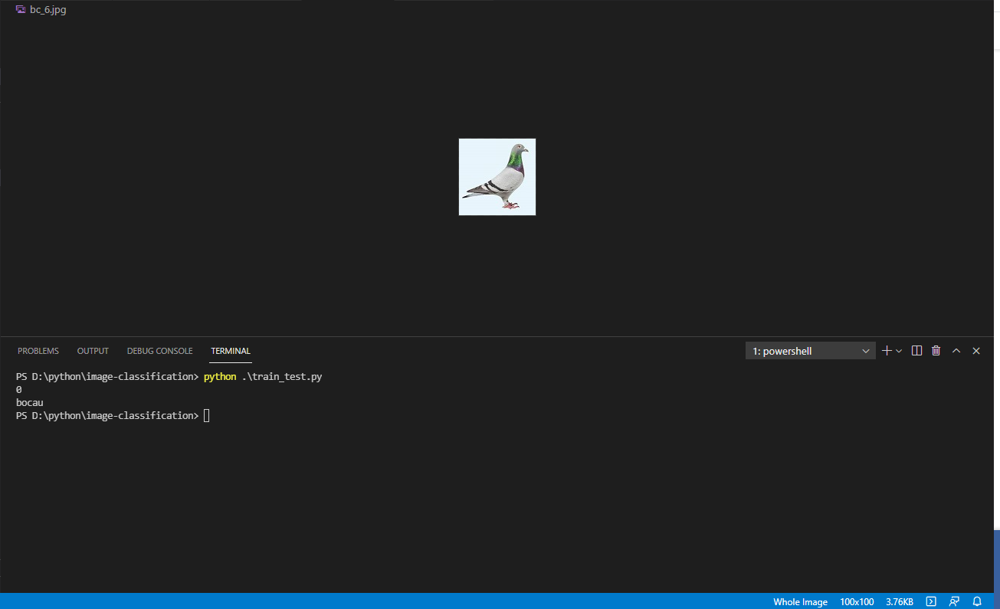 bc_6.jpg
PROBLEMS OUTPUT DEBUG CONSOLE TERMINAL 1: powershell
PS D:\python\image-classification> python .\train_test.py
0
bocau
PS D:\python\image-classification>
Whole Image 100x100 3.76KB